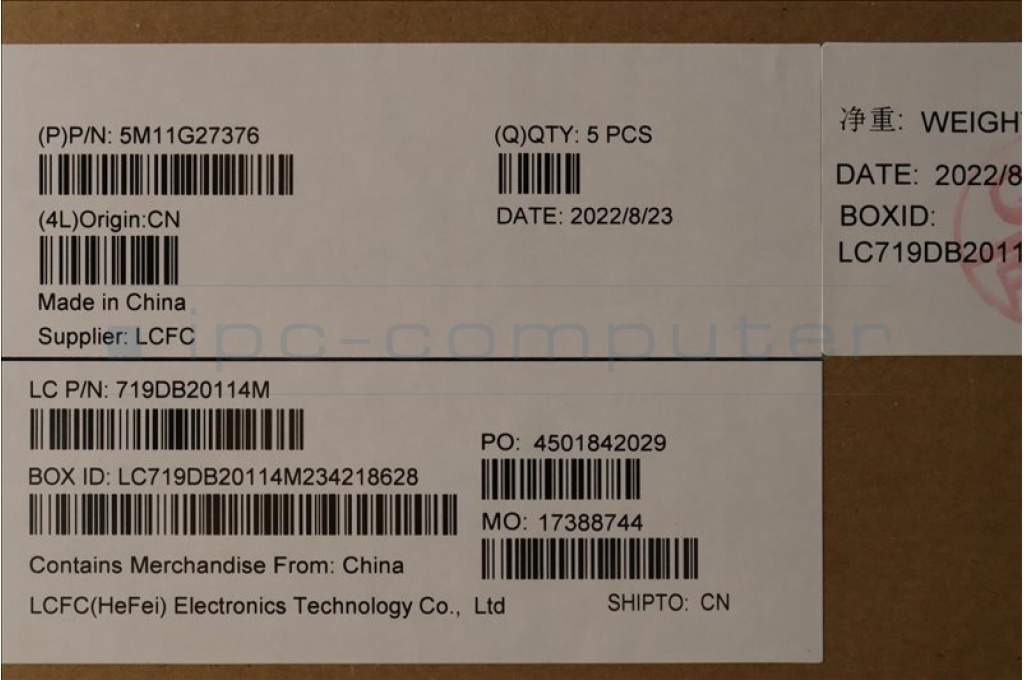 (P)P/N: 5M11G27376
(Q)QTY: 5 PCS
(4L)Origin:CN
DATE: 2022/8/23
Made in China
Supplier: LCFC
净重: WEIGH
DATE: 2022/8
BOXID:
LC719DB2011
ipc-computer
LC P/N: 719DB20114M
PO: 4501842029
BOX ID: LC719DB20114M234218628
MO: 17388744
Contains Merchandise From: China
LCFC(HeFei) Electronics Technology Co., Ltd
SHIPTO: CN